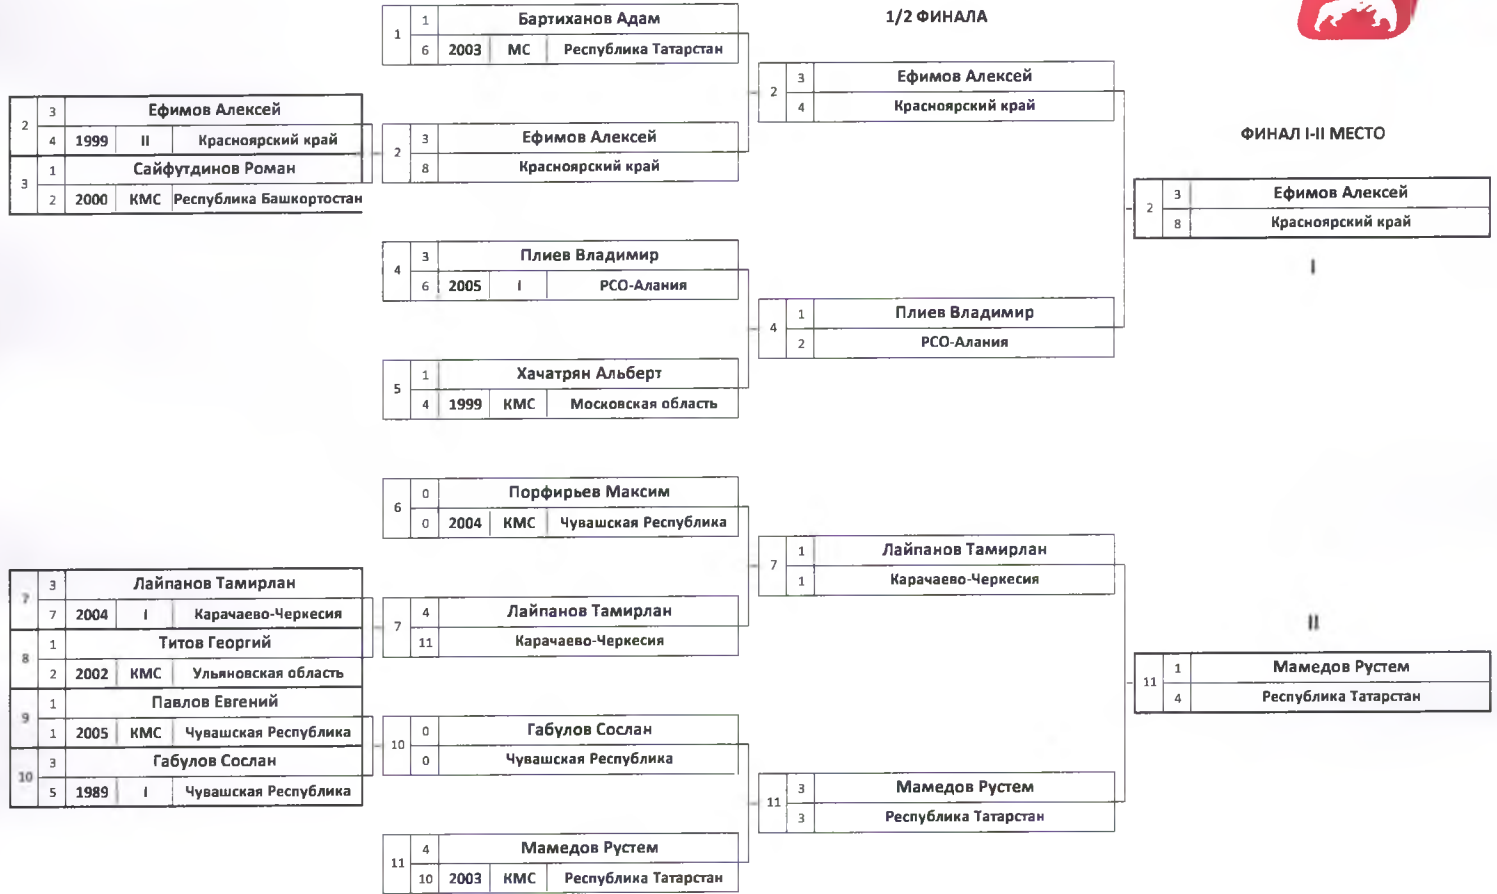 1/2 ФИНАЛА
ФИНАЛ I-II МЕСТО
2 3 Ефимов Алексей
4 1999 II Красноярский край
3 1 Сайфутдинов Роман
2 2000 КМС Республика Башкортостан
7 3 Лайпанов Тамирлан
7 2004 I Карачаево-Черкесия
8 1 Титов Георгий
2 2002 КМС Ульяновская область
9 1 Павлов Евгений
1 2005 КМС Чувашская Республика
10 3 Габулов Сослан
5 1989 I Чувашская Республика
1 1 Бартиханов Адам
6 2003 МС Республика Татарстан
2 3 Ефимов Алексей
8 Красноярский край
4 3 Плиев Владимир
6 2005 I РСО-Алания
5 1 Хачатрян Альберт
4 1999 КМС Московская область
6 0 Порфирьев Максим
0 2004 КМС Чувашская Республика
7 4 Лайпанов Тамирлан
11 Карачаево-Черкесия
10 0 Габулов Сослан
0 Чувашская Республика
11 4 Мамедов Рустем
10 2003 КМС Республика Татарстан
2 3 Ефимов Алексей
4 Красноярский край
4 1 Плиев Владимир
2 РСО-Алания
7 1 Лайпанов Тамирлан
1 Карачаево-Черкесия
11 3 Мамедов Рустем
3 Республика Татарстан
2 3 Ефимов Алексей
8 Красноярский край
I
II
11 1 Мамедов Рустем
4 Республика Татарстан